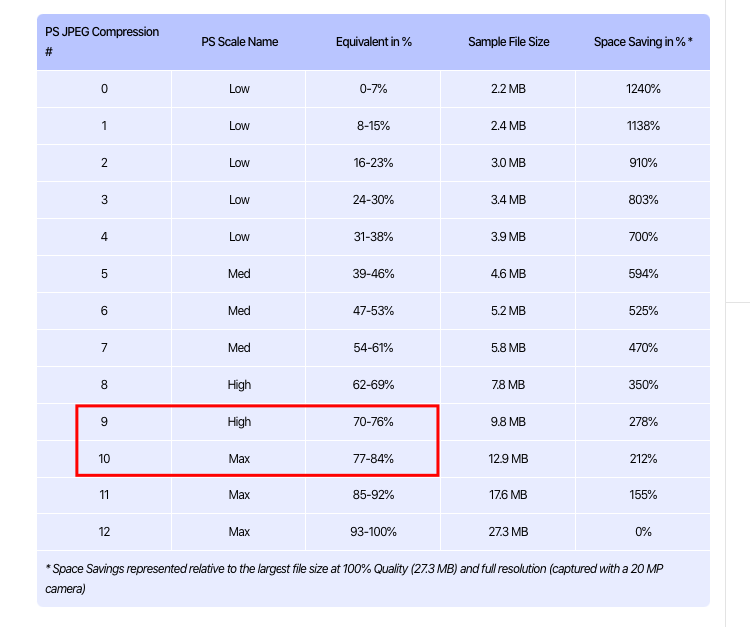 PS JPEG Compression # PS Scale Name Equivalent in % Sample File Size Space Saving in % *
0 Low 0-7% 2.2 MB 1240%
1 Low 8-15% 2.4 MB 1138%
2 Low 16-23% 3.0 MB 910%
3 Low 24-30% 3.4 MB 803%
4 Low 31-38% 3.9 MB 700%
5 Med 39-46% 4.6 MB 594%
6 Med 47-53% 5.2 MB 525%
7 Med 54-61% 5.8 MB 470%
8 High 62-69% 7.8 MB 350%
9 High 70-76% 9.8 MB 278%
10 Max 77-84% 12.9 MB 212%
11 Max 85-92% 17.6 MB 155%
12 Max 93-100% 27.3 MB 0%
* Space Savings represented relative to the largest file size at 100% Quality (27.3 MB) and full resolution (captured with a 20 MP
camera)